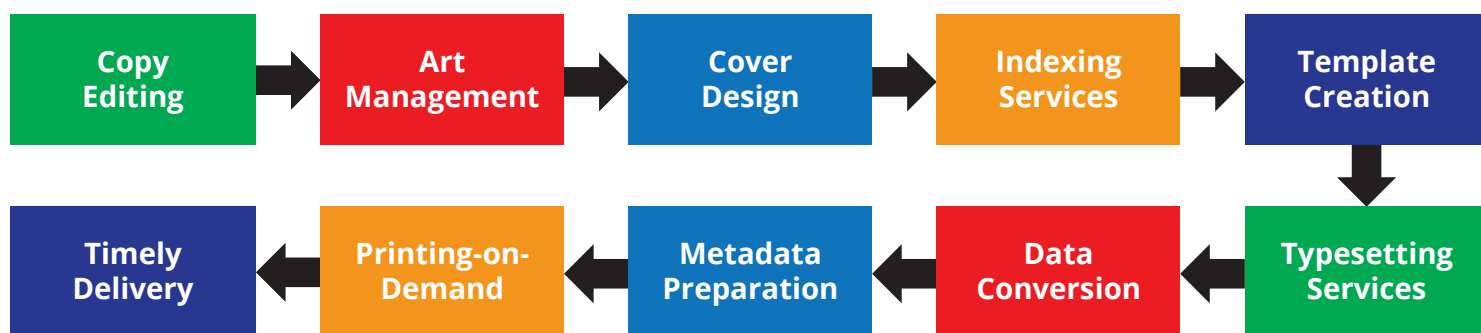 Copy
Editing
Art
Management
Cover
Design
Indexing
Services
Template
Creation
Timely
Delivery
Printing-on-
Demand
Metadata
Preparation
Data
Conversion
Typesetting
Services